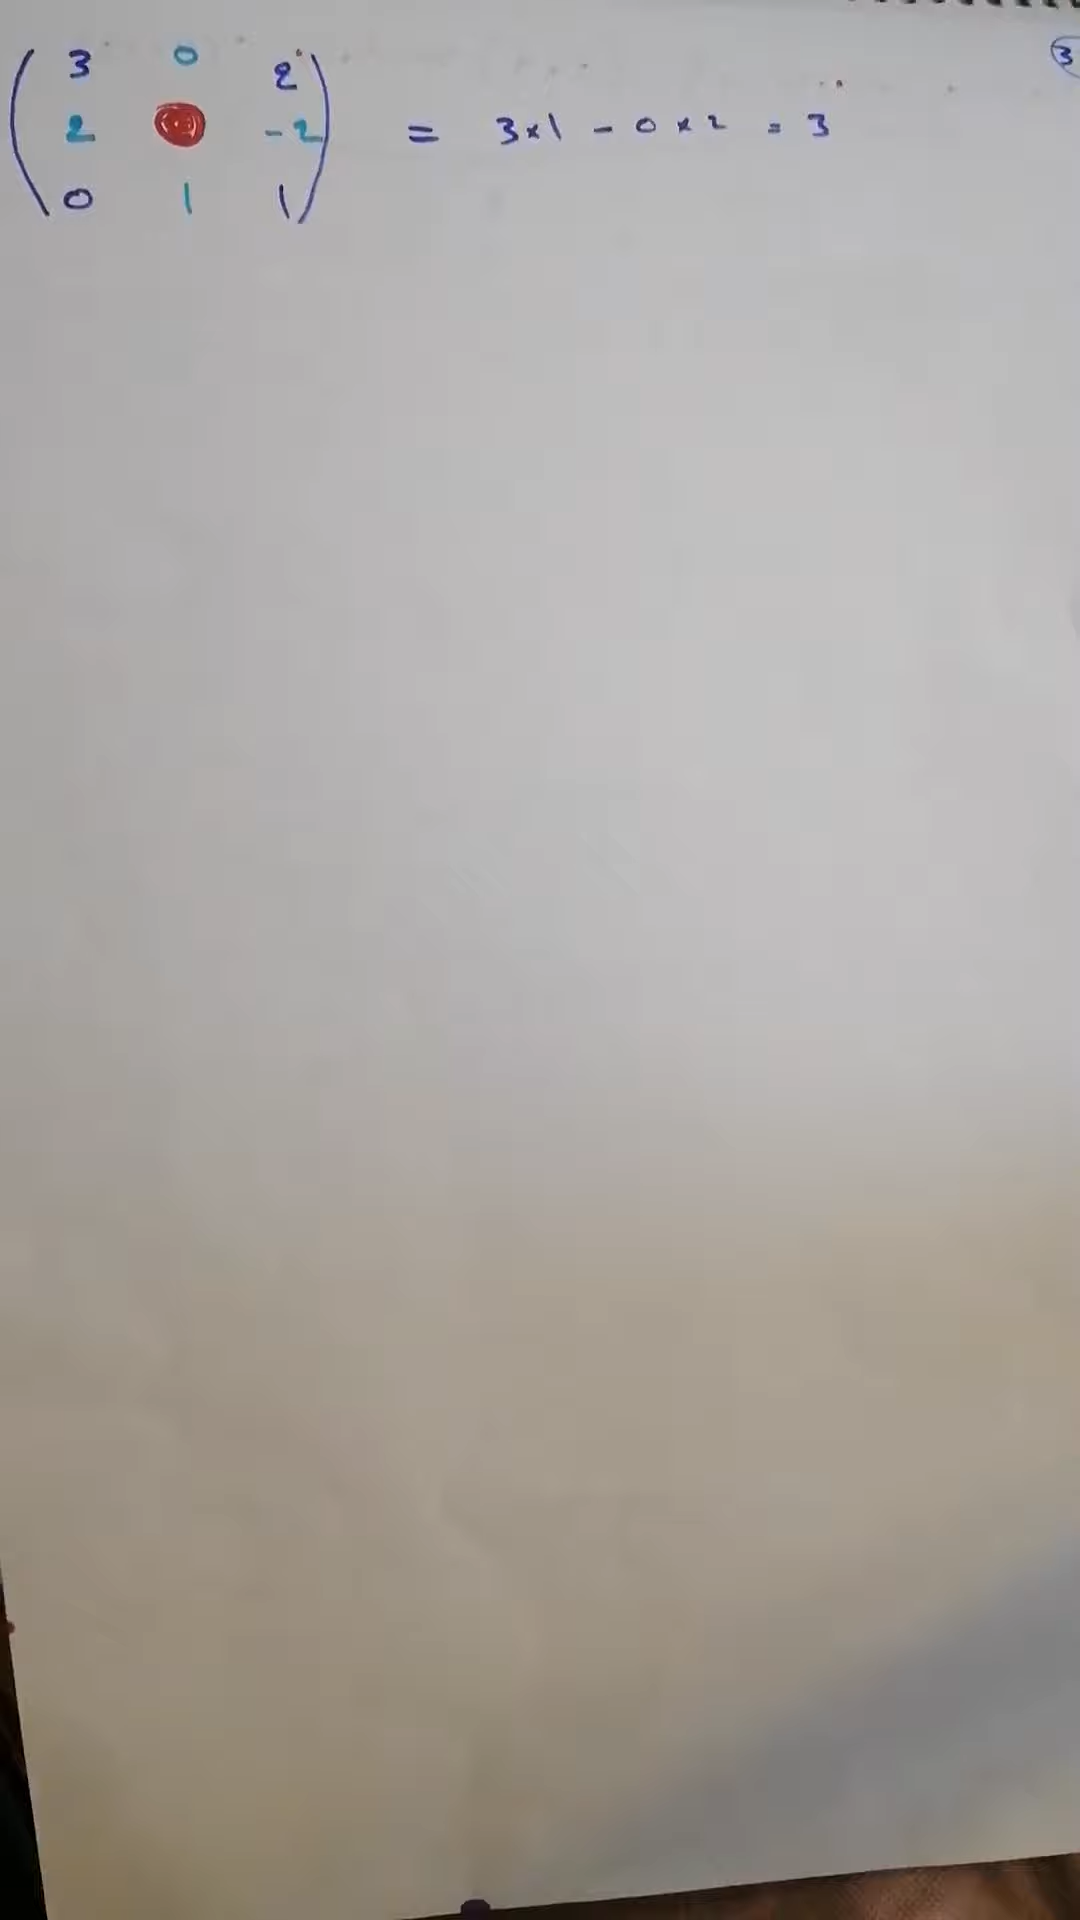 3 0 2
2 -2 = 3×1 - 0×2 = 3
0 1 1
3